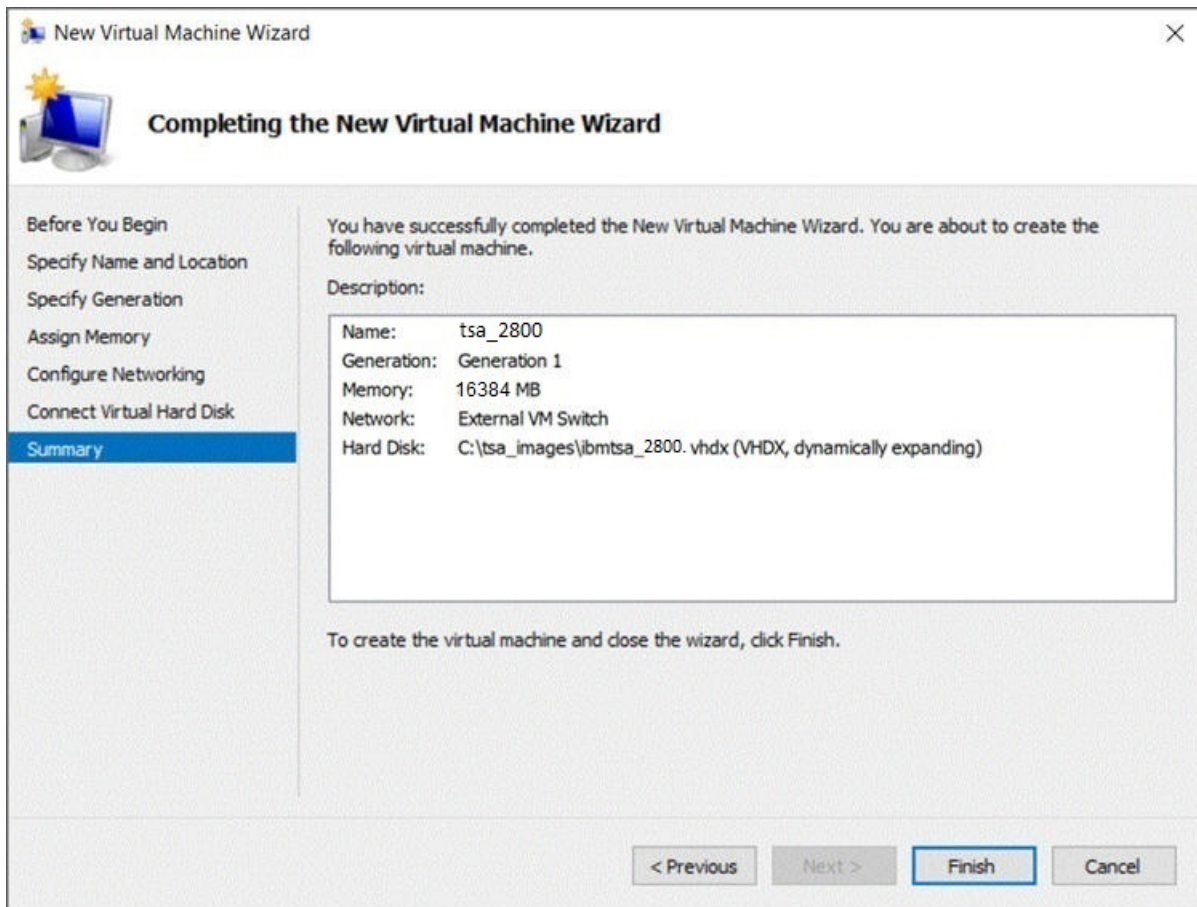 New Virtual Machine Wizard
Completing the New Virtual Machine Wizard
Before You Begin
Specify Name and Location
Specify Generation
Assign Memory
Configure Networking
Connect Virtual Hard Disk
Summary
You have successfully completed the New Virtual Machine Wizard. You are about to create the
following virtual machine.
Description:
Name: tsa_2800
Generation: Generation 1
Memory: 16384 MB
Network: External VM Switch
Hard Disk: C:\tsa_images\ibmtsa_2800. vhdx (VHDX, dynamically expanding)
To create the virtual machine and close the wizard, click Finish.
< Previous Next > Finish Cancel